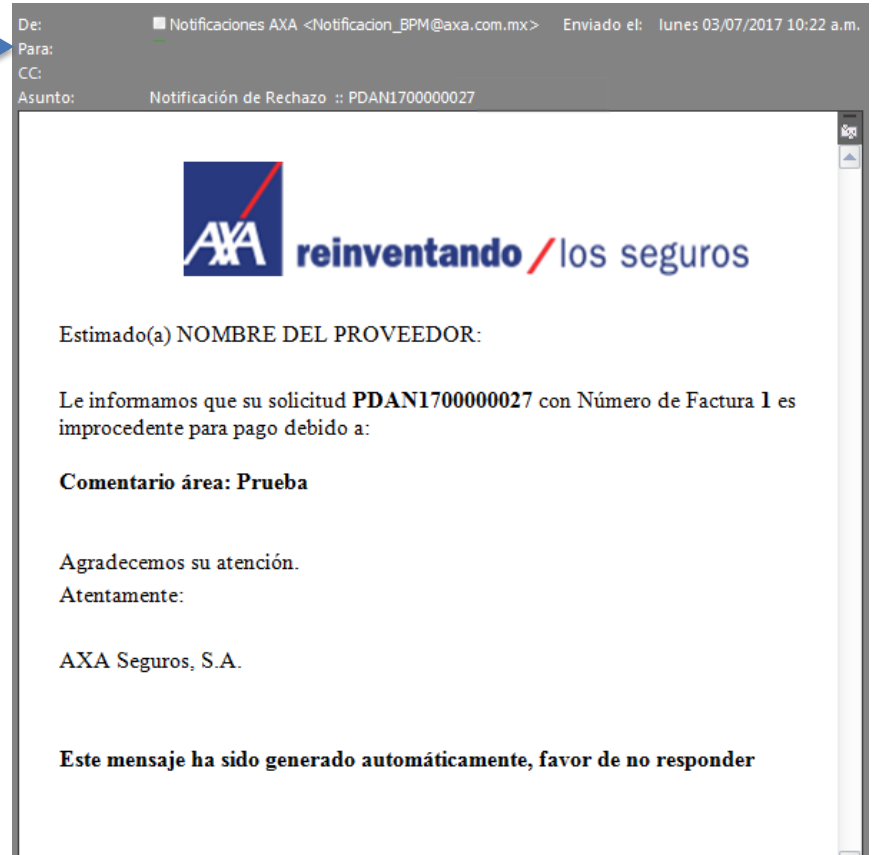 De: Notificaciones AXA <Notificacion_BPM@axa.com.mx> Enviado el: lunes 03/07/2017 10:22 a.m.
Para:
CC:
Asunto: Notificación de Rechazo :: PDAN1700000027
AXA reinventando / los seguros
Estimado(a) NOMBRE DEL PROVEEDOR:
Le informamos que su solicitud PDAN1700000027 con Número de Factura 1 es
improcedente para pago debido a:
Comentario área: Prueba
Agradecemos su atención.
Atentamente:
AXA Seguros, S.A.
Este mensaje ha sido generado automáticamente, favor de no responder